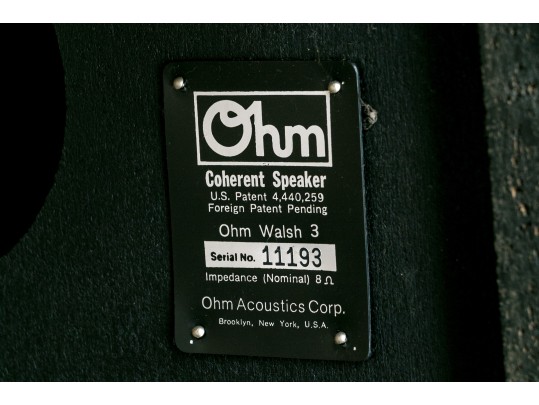 Ohm
Coherent Speaker
U.S. Patent 4,440,259
Foreign Patent Pending
Ohm Walsh 3
Serial No. 11193
Impedance (Nominal) 8 Ω
Ohm Acoustics Corp.
Brooklyn, New York, U.S.A.